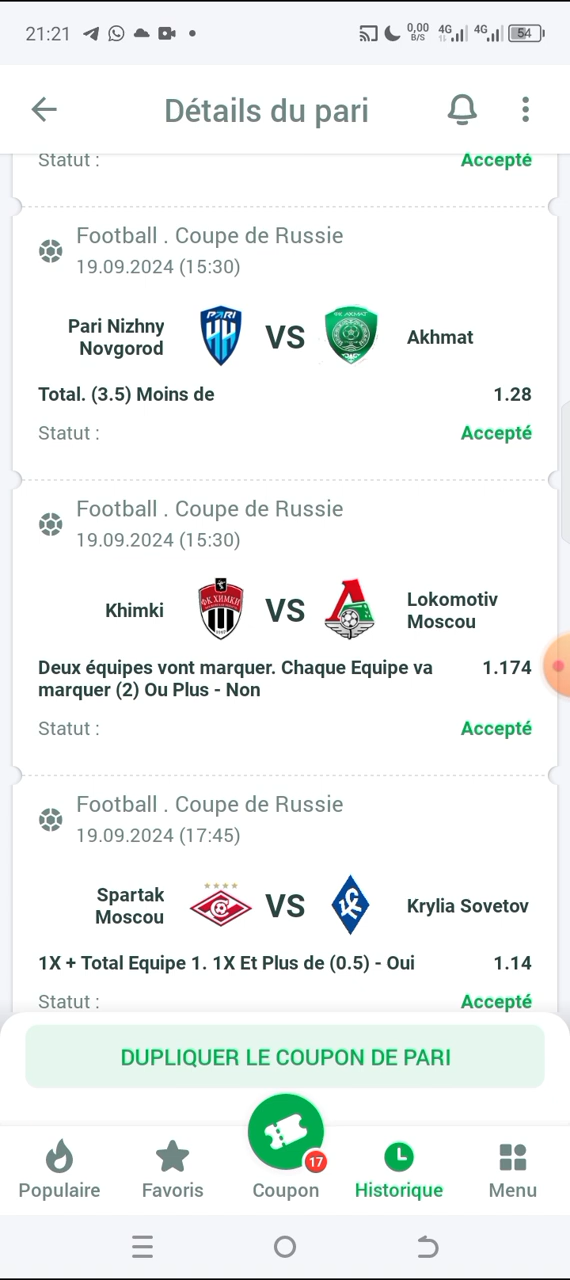 21:21
0,00 B/S 4G 4G 54
Détails du pari
Statut : Accepté
Football . Coupe de Russie
19.09.2024 (15:30)
Pari Nizhny
Novgorod
PARI
VS
Akhmat
Total. (3.5) Moins de 1.28
Statut : Accepté
Football . Coupe de Russie
19.09.2024 (15:30)
Khimki
ФК ХИМКИ
VS
Lokomotiv
Moscou
Deux équipes vont marquer. Chaque Equipe va 1.174
marquer (2) Ou Plus - Non
Statut : Accepté
Football . Coupe de Russie
19.09.2024 (17:45)
Spartak
Moscou
VS
Krylia Sovetov
1X + Total Equipe 1. 1X Et Plus de (0.5) - Oui 1.14
Statut : Accepté
DUPLIQUER LE COUPON DE PARI
17
Populaire Favoris Coupon Historique Menu